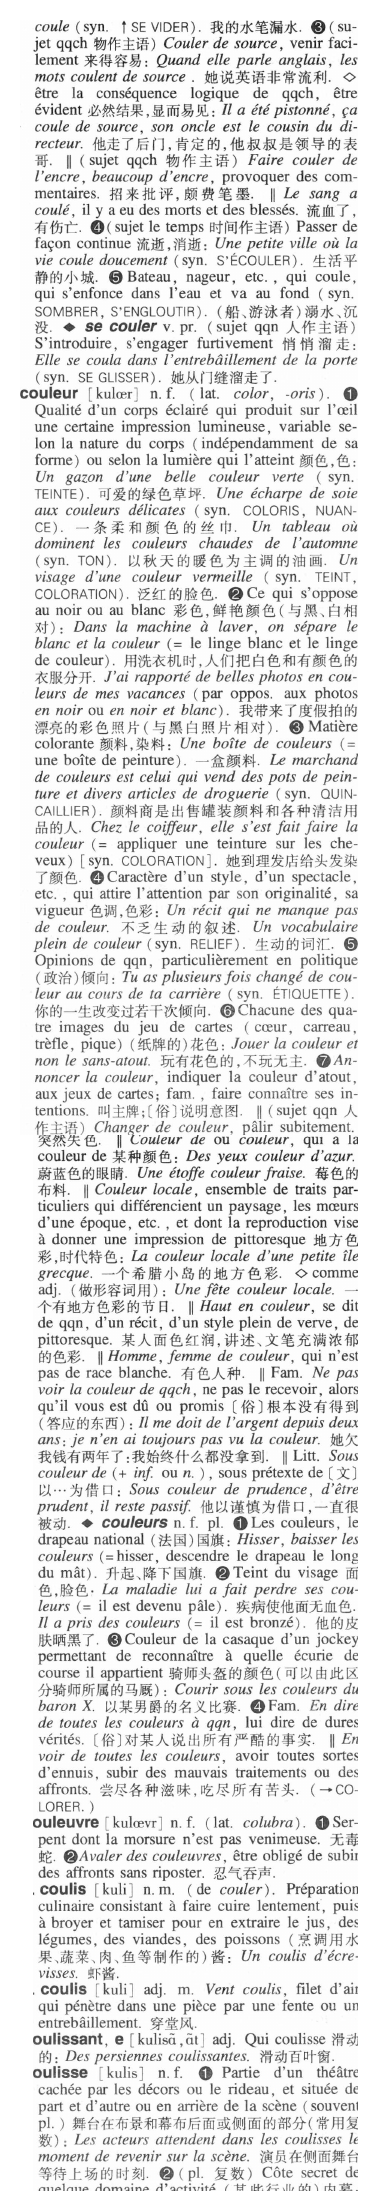 coule (syn. ↑ SE VIDER). 我的水笔漏水. ❸ (su-
jet qqch 物作主语) Couler de source, venir faci-
lement 来得容易: Quand elle parle anglais, les
mots coulent de source. 她说英语非常流利. ◇
être la conséquence logique de qqch, être
évident 必然结果,显而易见: Il a été pistonné, ça
coule de source, son oncle est le cousin du di-
recteur. 他走了后门,肯定的,他叔叔是领导的表
哥. ‖ (sujet qqch 物作主语) Faire couler de
l'encre, beaucoup d'encre, provoquer des com-
mentaires. 招来批评,颇费笔墨. ‖ Le sang a
coulé, il y a eu des morts et des blessés. 流血了,
有伤亡. ❹ (sujet le temps 时间作主语) Passer de
façon continue 流逝,消逝: Une petite ville où la
vie coule doucement (syn. S'ÉCOULER). 生活平
静的小城. ❺ Bateau, nageur, etc., qui coule,
qui s'enfonce dans l'eau et va au fond (syn.
SOMBRER, S'ENGLOUTIR). (船、游泳者)溺水、沉
没. ◆ se couler v. pr. (sujet qqn 人作主语)
S'introduire, s'engager furtivement 悄悄溜走:
Elle se coula dans l'entrebâillement de la porte
(syn. SE GLISSER). 她从门缝溜走了.
couleur [kulœr] n. f. (lat. color, -oris). ❶
Qualité d'un corps éclairé qui produit sur l'œil
une certaine impression lumineuse, variable se-
lon la nature du corps (indépendamment de sa
forme) ou selon la lumière qui l'atteint 颜色,色:
Un gazon d'une belle couleur verte (syn.
TEINTE). 可爱的绿色草坪. Une écharpe de soie
aux couleurs délicates (syn. COLORIS, NUAN-
CE). 一条柔和颜色的丝巾. Un tableau où
dominent les couleurs chaudes de l'automne
(syn. TON). 以秋天的暖色为主调的油画. Un
visage d'une couleur vermeille (syn. TEINT,
COLORATION). 泛红的脸色. ❷ Ce qui s'oppose
au noir ou au blanc 彩色,鲜艳颜色(与黑、白相
对): Dans la machine à laver, on sépare le
blanc et la couleur (= le linge blanc et le linge
de couleur). 用洗衣机时,人们把白色和有颜色的
衣服分开. J'ai rapporté de belles photos en cou-
leurs de mes vacances (par oppos. aux photos
en noir ou en noir et blanc). 我带来了度假拍的
漂亮的彩色照片(与黑白照片相对). ❸ Matière
colorante 颜料,染料: Une boîte de couleurs (=
une boîte de peinture). 一盒颜料. Le marchand
de couleurs est celui qui vend des pots de pein-
ture et divers articles de droguerie (syn. QUIN-
CAILLIER). 颜料商是出售罐装颜料和各种清洁用
品的人. Chez le coiffeur, elle s'est fait faire la
couleur (= appliquer une teinture sur les che-
veux) [syn. COLORATION]. 她到理发店给头发染
了颜色. ❹ Caractère d'un style, d'un spectacle,
etc., qui attire l'attention par son originalité, sa
vigueur 色调,色彩: Un récit qui ne manque pas
de couleur. 不乏生动的叙述. Un vocabulaire
plein de couleur (syn. RELIEF). 生动的词汇. ❺
Opinions de qqn, particulièrement en politique
(政治)倾向: Tu as plusieurs fois changé de cou-
leur au cours de ta carrière (syn. ÉTIQUETTE).
你的一生改变过若干次倾向. ❻ Chacune des qua-
tre images du jeu de cartes (cœur, carreau,
trèfle, pique) (纸牌的)花色: Jouer la couleur et
non le sans-atout. 玩有花色的,不玩无主. ❼ An-
noncer la couleur, indiquer la couleur d'atout,
aux jeux de cartes; fam., faire connaître ses in-
tentions. 叫主牌;[俗]说明意图. ‖ (sujet qqn 人
作主语) Changer de couleur, pâlir subitement.
突然失色. ‖ Couleur de ou couleur, qui a la
couleur de 某种颜色: Des yeux couleur d'azur.
蔚蓝色的眼睛. Une étoffe couleur fraise. 莓色的
布料. ‖ Couleur locale, ensemble de traits par-
ticuliers qui différencient un paysage, les mœurs
d'une époque, etc., et dont la reproduction vise
à donner une impression de pittoresque 地方色
彩,时代特色: La couleur locale d'une petite île
grecque. 一个希腊小岛的地方色彩. ◇ comme
adj. (做形容词用): Une fête couleur locale. 一
个有地方色彩的节日. ‖ Haut en couleur, se dit
de qqn, d'un récit, d'un style plein de verve, de
pittoresque. 某人面色红润,讲述、文笔充满浓郁
的色彩. ‖ Homme, femme de couleur, qui n'est
pas de race blanche. 有色人种. ‖ Fam. Ne pas
voir la couleur de qqch, ne pas le recevoir, alors
qu'il vous est dû ou promis [俗]根本没有得到
(答应的东西): Il me doit de l'argent depuis deux
ans: je n'en ai toujours pas vu la couleur. 她欠
我钱有两年了:我始终什么都没拿到. ‖ Litt. Sous
couleur de (+ inf. ou n.), sous prétexte de [文]
以…为借口: Sous couleur de prudence, d'être
prudent, il reste passif. 他以谨慎为借口,一直很
被动. ◆ couleurs n. f. pl. ❶ Les couleurs, le
drapeau national (法国)国旗: Hisser, baisser les
couleurs (=hisser, descendre le drapeau le long
du mât). 升起、降下国旗. ❷ Teint du visage 面
色,脸色. La maladie lui a fait perdre ses cou-
leurs (= il est devenu pâle). 疾病使他面无血色.
Il a pris des couleurs (= il est bronzé). 他的皮
肤晒黑了. ❸ Couleur de la casaque d'un jockey
permettant de reconnaître à quelle écurie de
course il appartient 骑师头盔的颜色(可以由此区
分骑师所属的马厩): Courir sous les couleurs du
baron X. 以某男爵的名义比赛. ❹ Fam. En dire
de toutes les couleurs à qqn, lui dire de dures
vérités. [俗]对某人说出所有严酷的事实. ‖ En
voir de toutes les couleurs, avoir toutes sortes
d'ennuis, subir des mauvais traitements ou des
affronts. 尝尽各种滋味,吃尽所有苦头. (→CO-
LORER.)
ouleuvre [kulœvr] n. f. (lat. colubra). ❶ Ser-
pent dont la morsure n'est pas venimeuse. 无毒
蛇. ❷ Avaler des couleuvres, être obligé de subir
des affronts sans riposter. 忍气吞声.
. coulis [kuli] n. m. (de couler). Préparation
culinaire consistant à faire cuire lentement, puis
à broyer et tamiser pour en extraire le jus, des
légumes, des viandes, des poissons (烹调用水
果、蔬菜、肉、鱼等制作的)酱: Un coulis d'écre-
visses. 虾酱.
. coulis [kuli] adj. m. Vent coulis, filet d'air
qui pénètre dans une pièce par une fente ou un
entrebâillement. 穿堂风.
oulissant, e [kulisɑ̃, ɑ̃t] adj. Qui coulisse 滑动
的: Des persiennes coulissantes. 滑动百叶窗.
oulisse [kulis] n. f. ❶ Partie d'un théâtre
cachée par les décors ou le rideau, et située de
part et d'autre ou en arrière de la scène (souvent
pl.) 舞台在布景和幕布后面或侧面的部分(常用复
数): Les acteurs attendent dans les coulisses le
moment de revenir sur la scène. 演员在侧面舞台
等待上场的时刻. ❷ (pl. 复数) Côté secret de
quelque domaine d'activité (某些行业的)内幕: